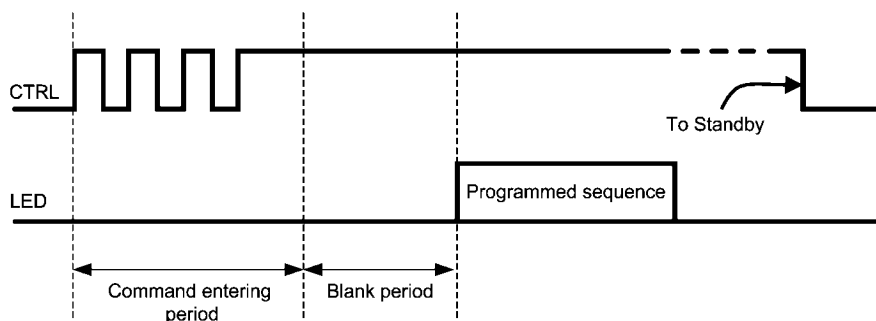 CTRL
To Standby
LED
Programmed sequence
Command entering
period
Blank period